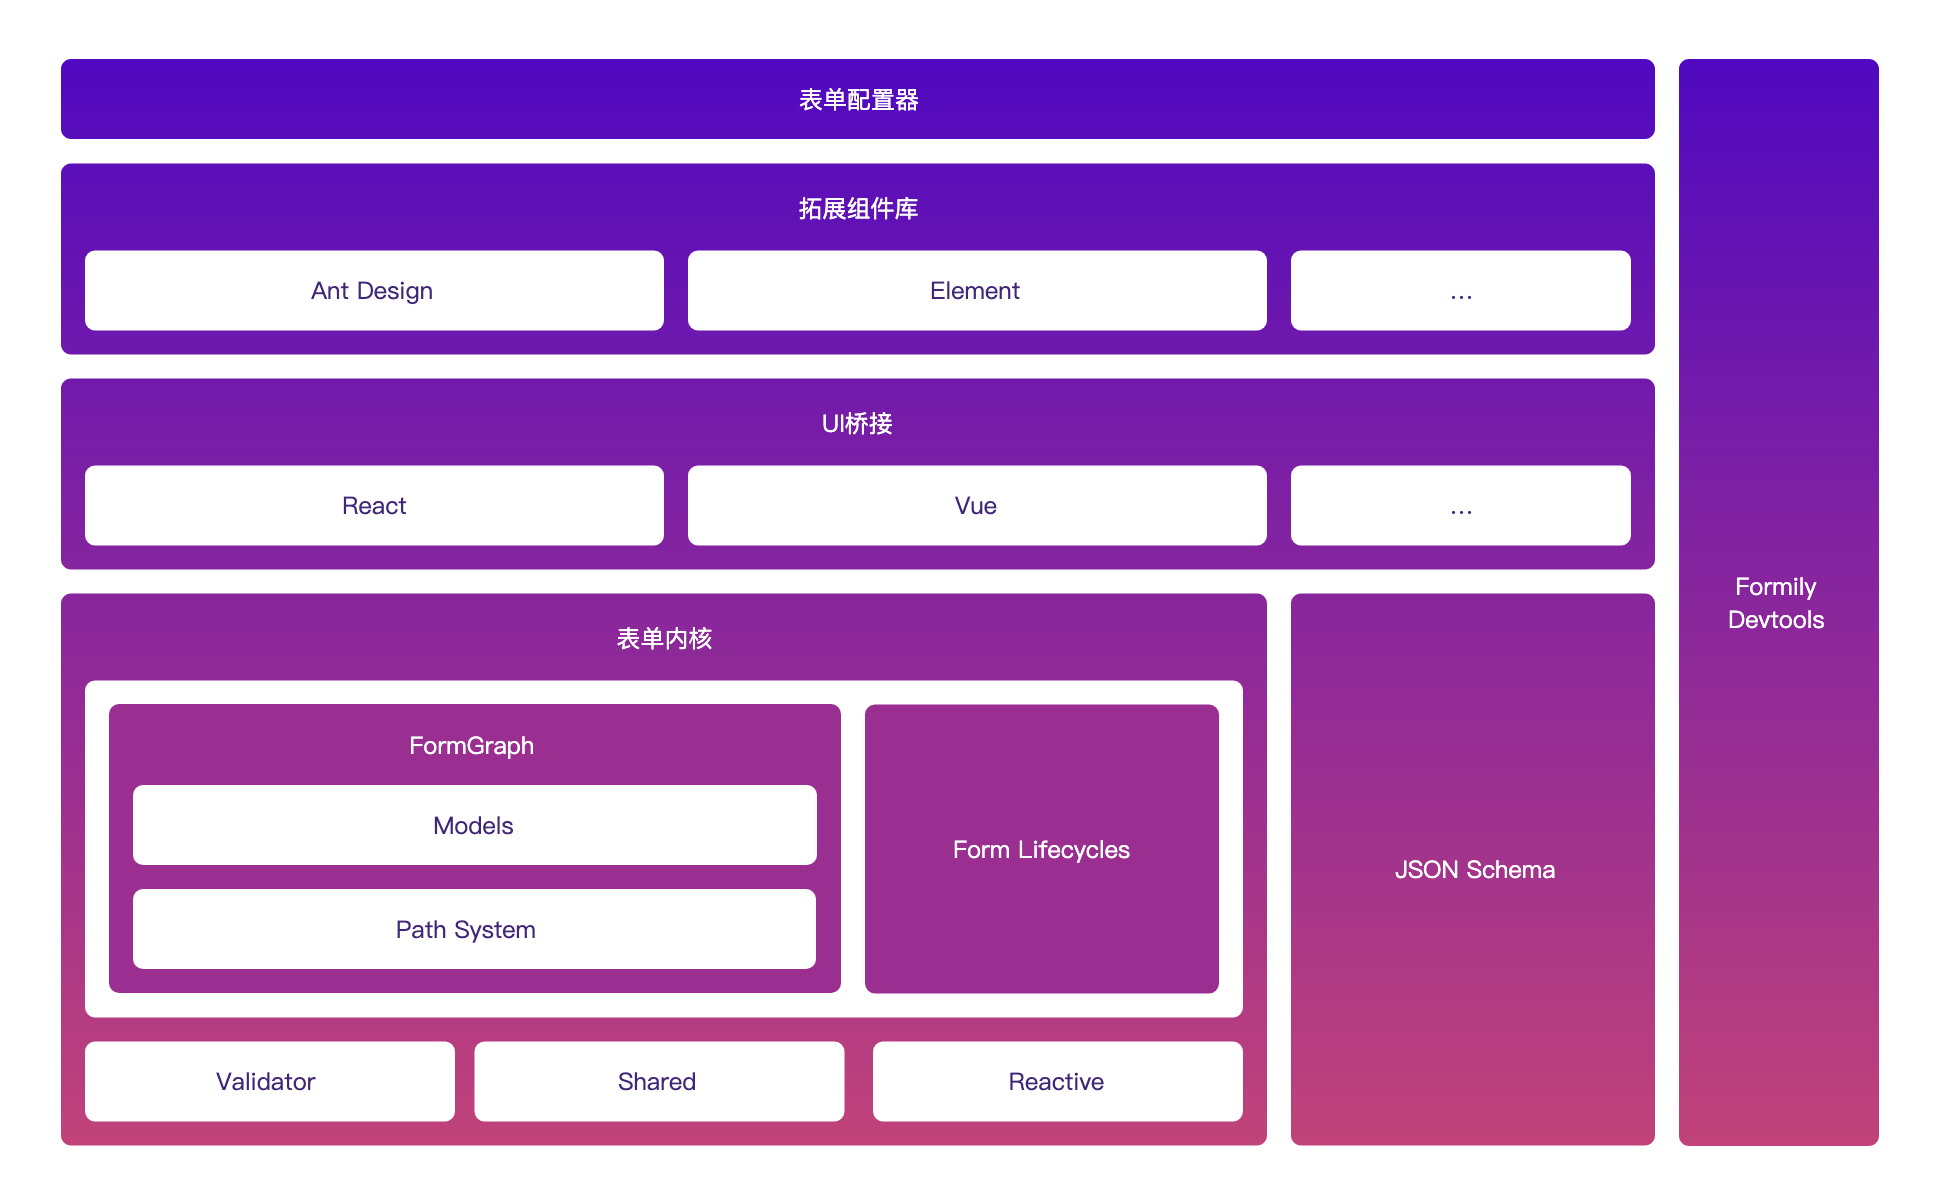 表单配置器
拓展组件库
Ant Design
Element
...
UI桥接
React
Vue
...
表单内核
FormGraph
Models
Path System
Form Lifecycles
Validator
Shared
Reactive
JSON Schema
Formily
Devtools